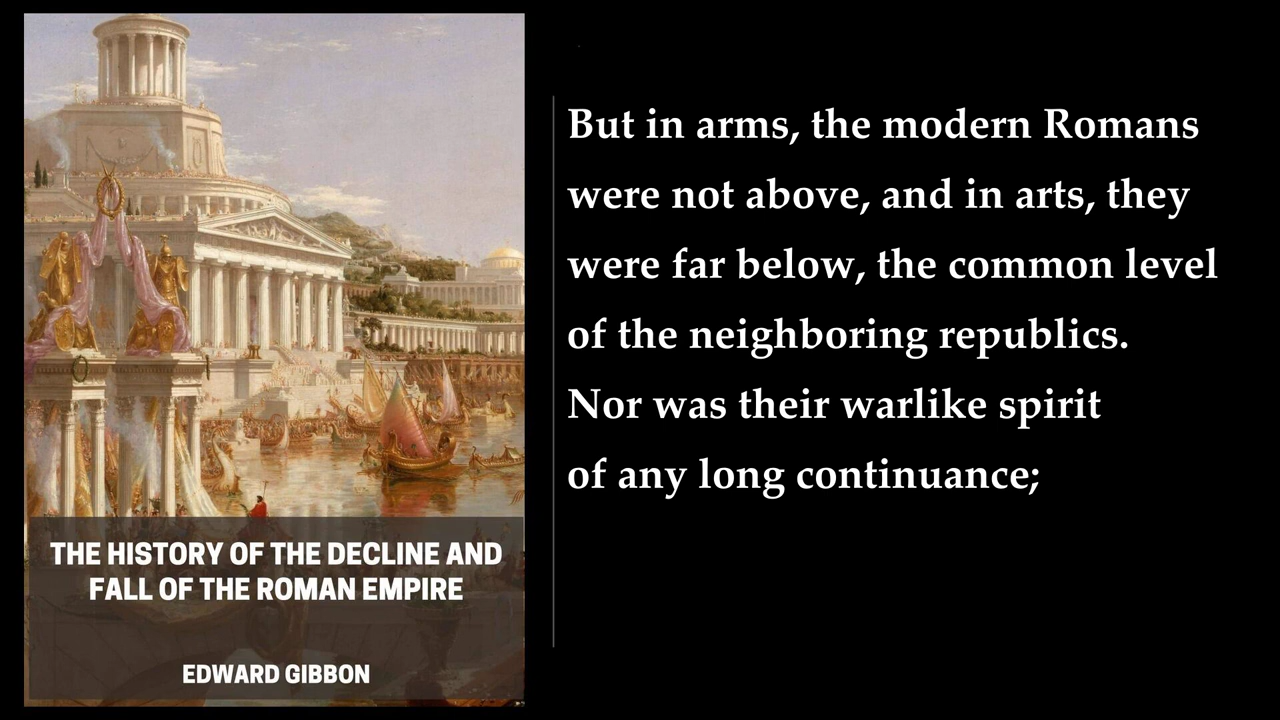 THE HISTORY OF THE DECLINE AND
FALL OF THE ROMAN EMPIRE
EDWARD GIBBON
But in arms, the modern Romans
were not above, and in arts, they
were far below, the common level
of the neighboring republics.
Nor was their warlike spirit
of any long continuance;